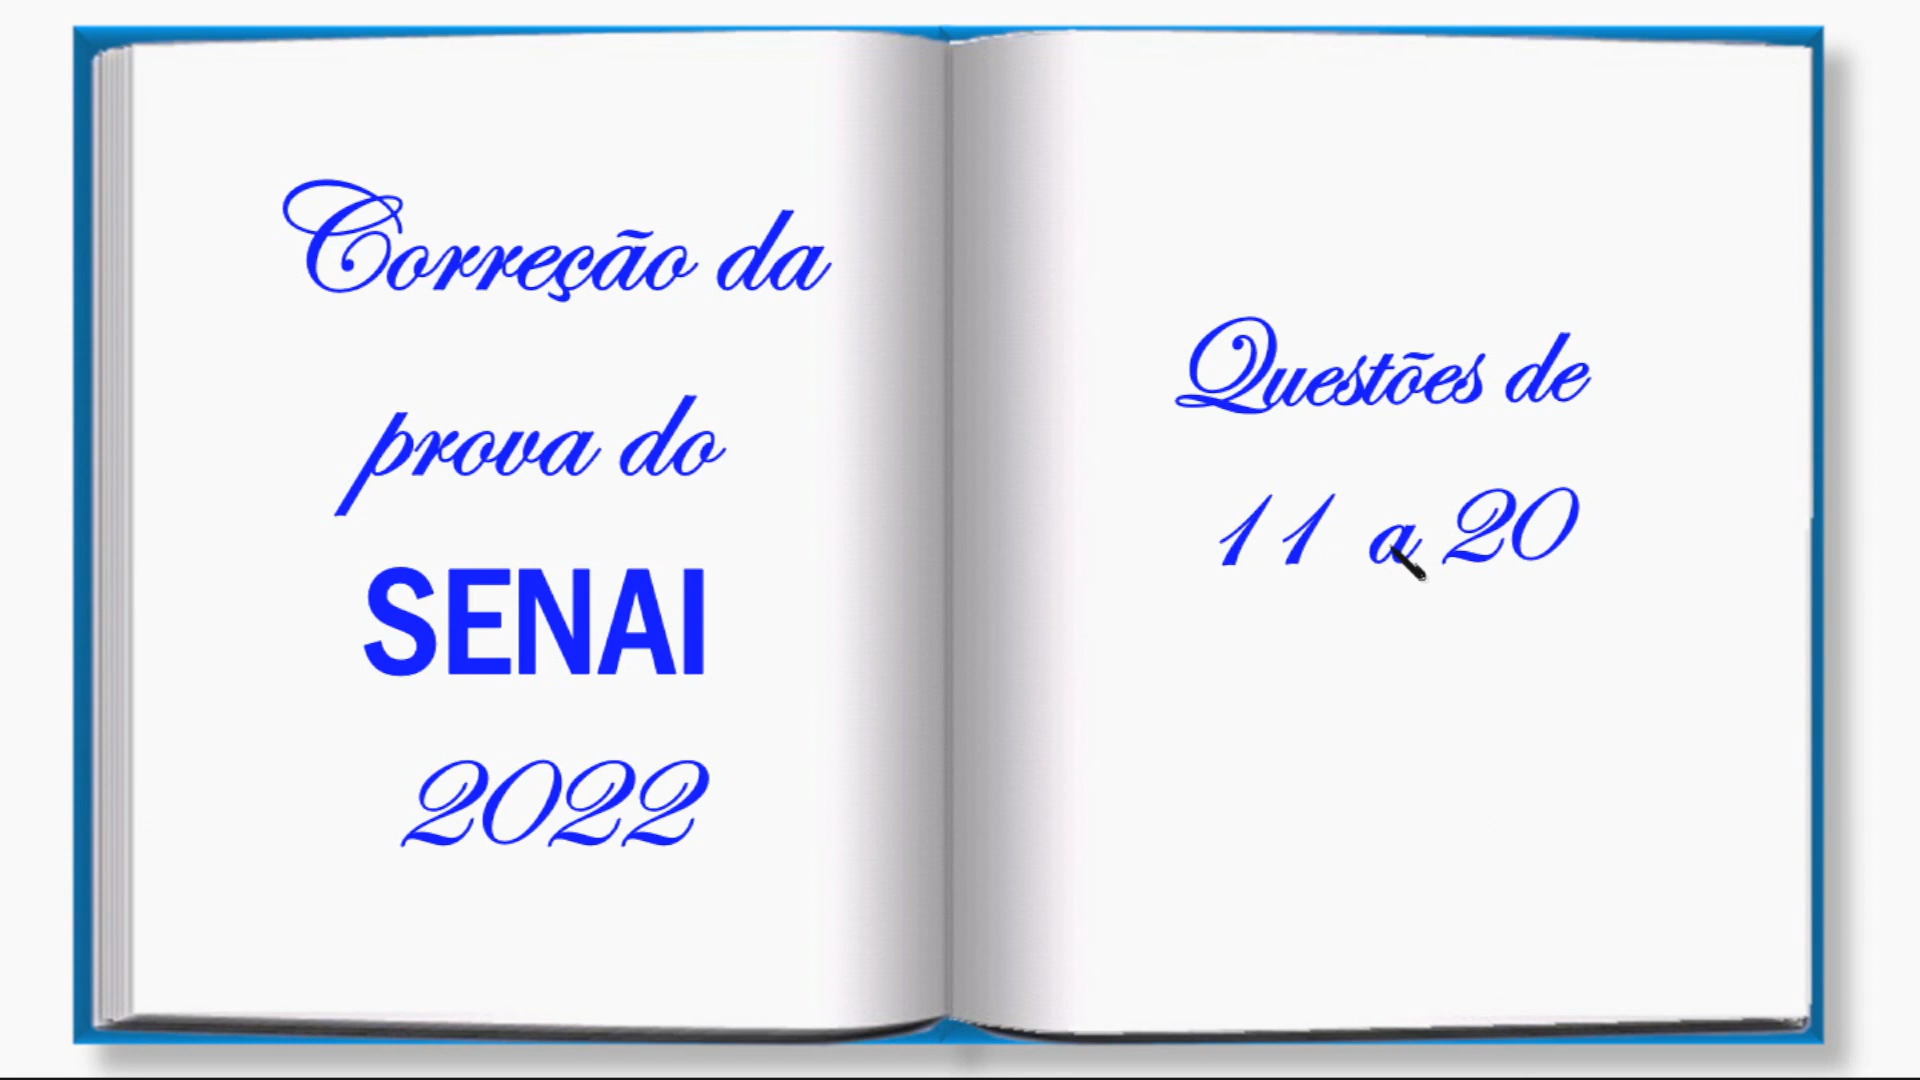 Correção da
prova do
SENAI
2022
Questões de
11 a 20